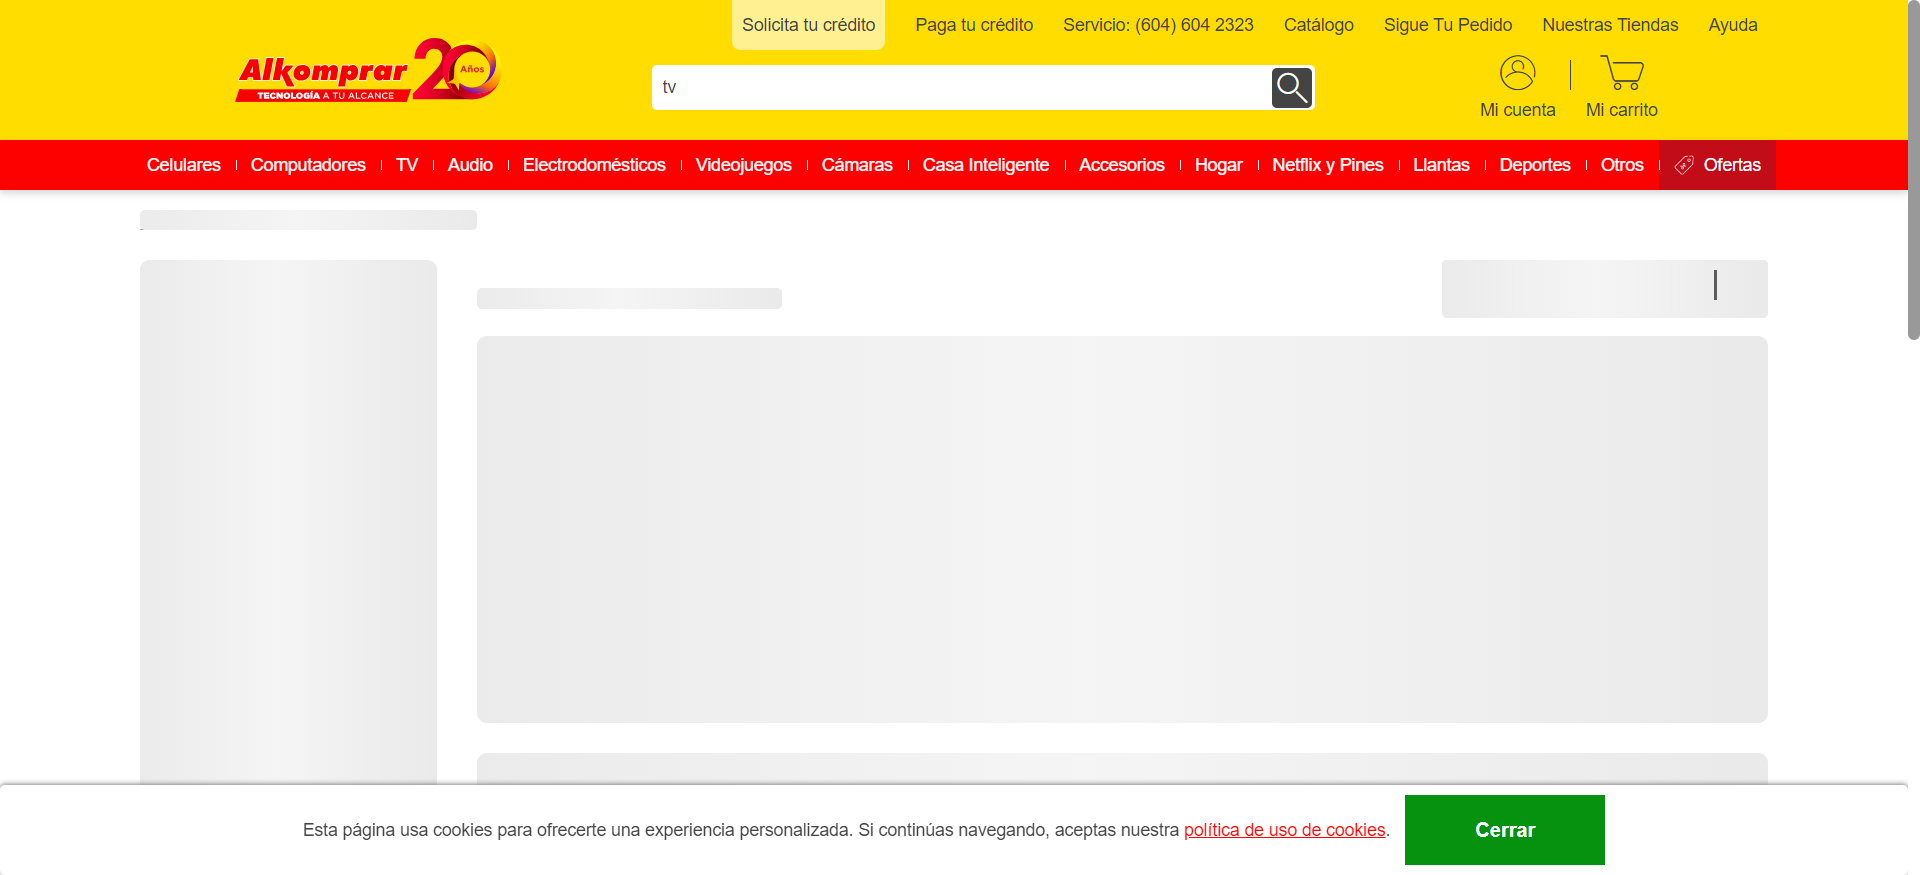 Solicita tu crédito Paga tu crédito Servicio: (604) 604 2323 Catálogo Sigue Tu Pedido Nuestras Tiendas Ayuda
Alkomprar 20 Años
TECNOLOGÍA A TU ALCANCE
tv
Mi cuenta Mi carrito
Celulares Computadores TV Audio Electrodomésticos Videojuegos Cámaras Casa Inteligente Accesorios Hogar Netflix y Pines Llantas Deportes Otros Ofertas
Esta página usa cookies para ofrecerte una experiencia personalizada. Si continúas navegando, aceptas nuestra política de uso de cookies. Cerrar